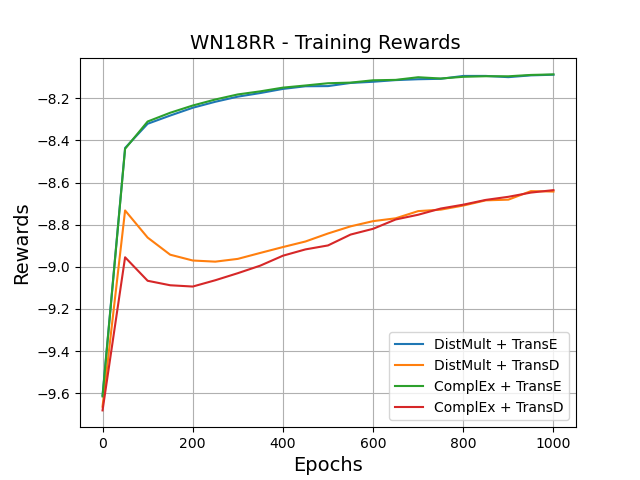 WN18RR - Training Rewards
Rewards
−8.2
−8.4
−8.6
−8.8
−9.0
−9.2
−9.4
−9.6
DistMult + TransE
DistMult + TransD
ComplEx + TransE
ComplEx + TransD
0
200
400
600
800
1000
Epochs